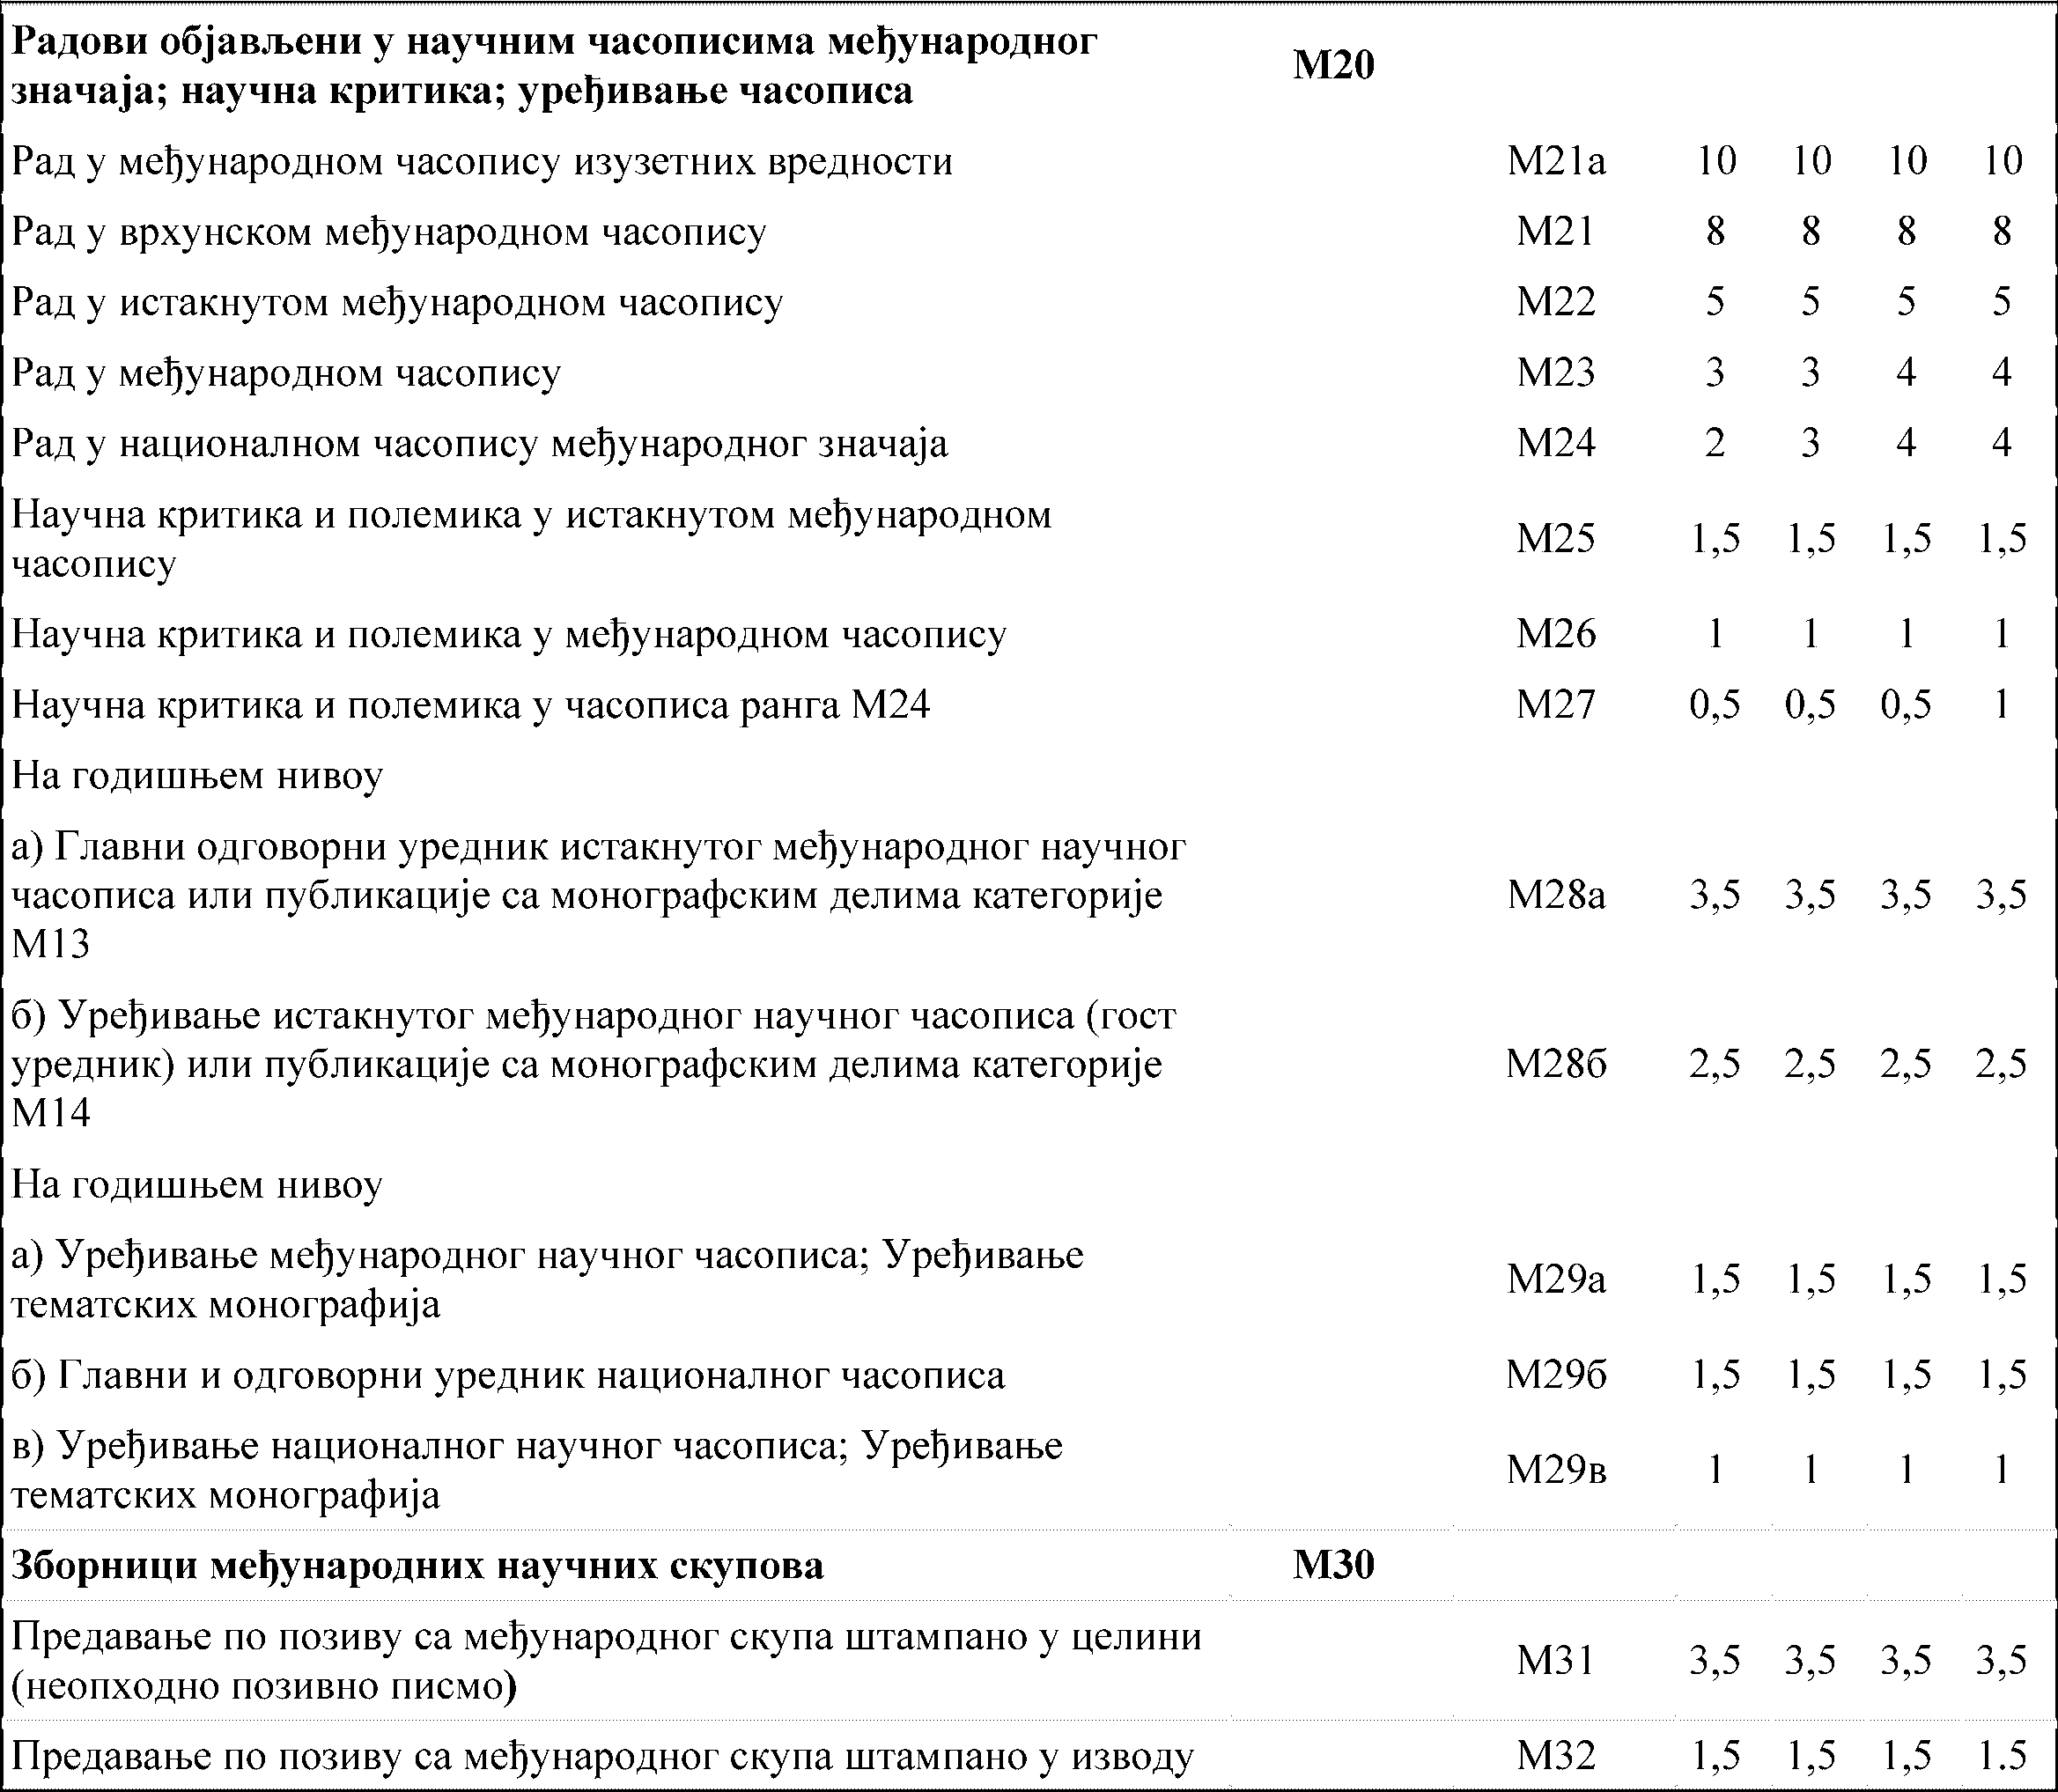 Радови објављени у научним часописима међународног
значаја; научна критика; уређивање часописа М20
Рад у међународном часопису изузетних вредности М21а 10 10 10 10
Рад у врхунском међународном часопису М21 8 8 8 8
Рад у истакнутом међународном часопису М22 5 5 5 5
Рад у међународном часопису М23 3 3 4 4
Рад у националном часопису међународног значаја М24 2 3 4 4
Научна критика и полемика у истакнутом међународном
часопису М25 1,5 1,5 1,5 1,5
Научна критика и полемика у међународном часопису М26 1 1 1 1
Научна критика и полемика у часописа ранга М24 М27 0,5 0,5 0,5 1
На годишњем нивоу
а) Главни одговорни уредник истакнутог међународног научног
часописа или публикације са монографским делима категорије М28а 3,5 3,5 3,5 3,5
М13
б) Уређивање истакнутог међународног научног часописа (гост
уредник) или публикације са монографским делима категорије М28б 2,5 2,5 2,5 2,5
М14
На годишњем нивоу
а) Уређивање међународног научног часописа; Уређивање
тематских монографија М29а 1,5 1,5 1,5 1,5
б) Главни и одговорни уредник националног часописа М29б 1,5 1,5 1,5 1,5
в) Уређивање националног научног часописа; Уређивање
тематских монографија М29в 1 1 1 1
Зборници међународних научних скупова М30
Предавање по позиву са међународног скупа штампано у целини
(неопходно позивно писмо) М31 3,5 3,5 3,5 3,5
Предавање по позиву са међународног скупа штампано у изводу М32 1,5 1,5 1,5 1.5